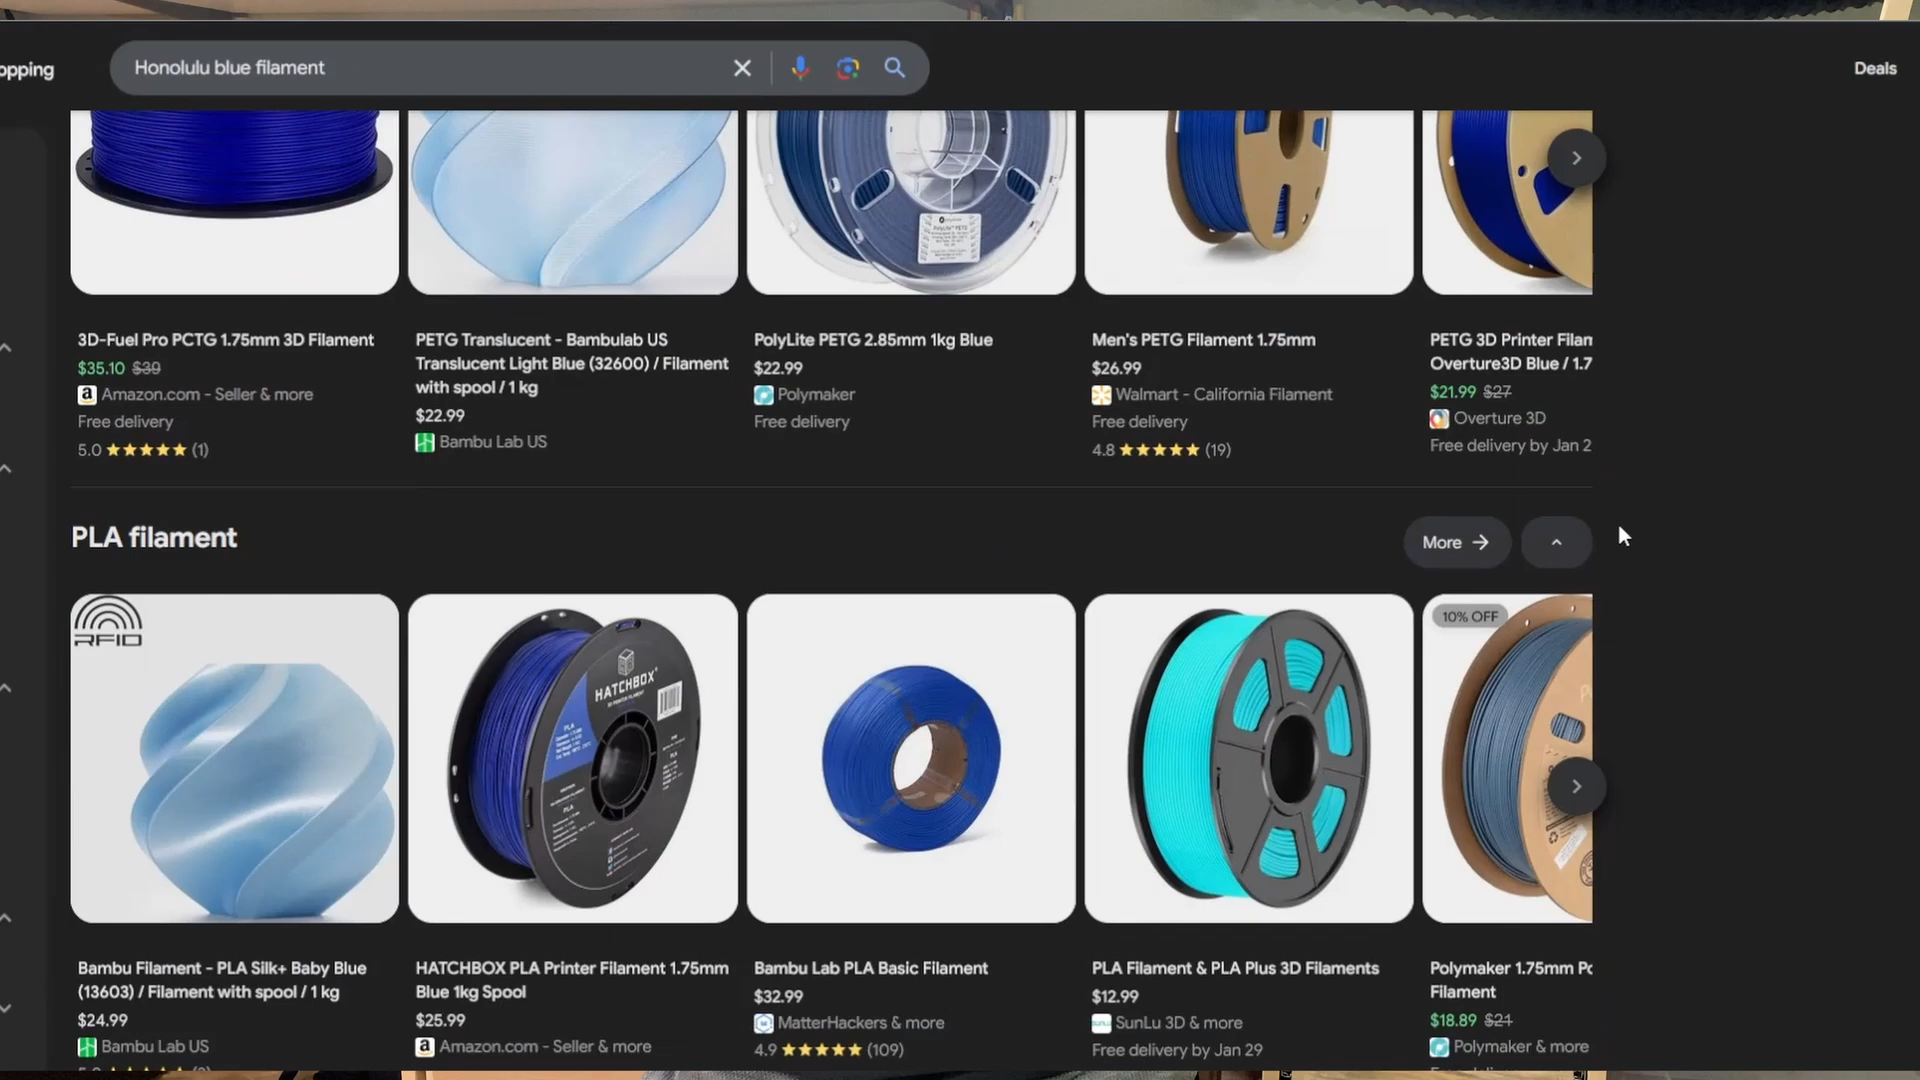 opping
Honolulu blue filament
Deals
3D-Fuel Pro PCTG 1.75mm 3D Filament
$35.10 $39
Amazon.com - Seller & more
Free delivery
5.0 ★★★★★ (1)
PETG Translucent - Bambulab US
Translucent Light Blue (32600) / Filament
with spool / 1 kg
$22.99
Bambu Lab US
PolyLite PETG 2.85mm 1kg Blue
$22.99
Polymaker
Free delivery
Men's PETG Filament 1.75mm
$26.99
Walmart - California Filament
Free delivery
4.8 ★★★★★ (19)
PETG 3D Printer Filam
Overture3D Blue / 1.7
$21.99 $27
Overture 3D
Free delivery by Jan 2
PLA filament
More →
RFID
HATCHBOX
PLA
10% OFF
Bambu Filament - PLA Silk+ Baby Blue
(13603) / Filament with spool / 1 kg
$24.99
Bambu Lab US
HATCHBOX PLA Printer Filament 1.75mm
Blue 1kg Spool
$25.99
Amazon.com - Seller & more
Bambu Lab PLA Basic Filament
$32.99
MatterHackers & more
4.9 ★★★★★ (109)
PLA Filament & PLA Plus 3D Filaments
$12.99
SunLu 3D & more
Free delivery by Jan 29
Polymaker 1.75mm Po
Filament
$18.89 $21
Polymaker & more